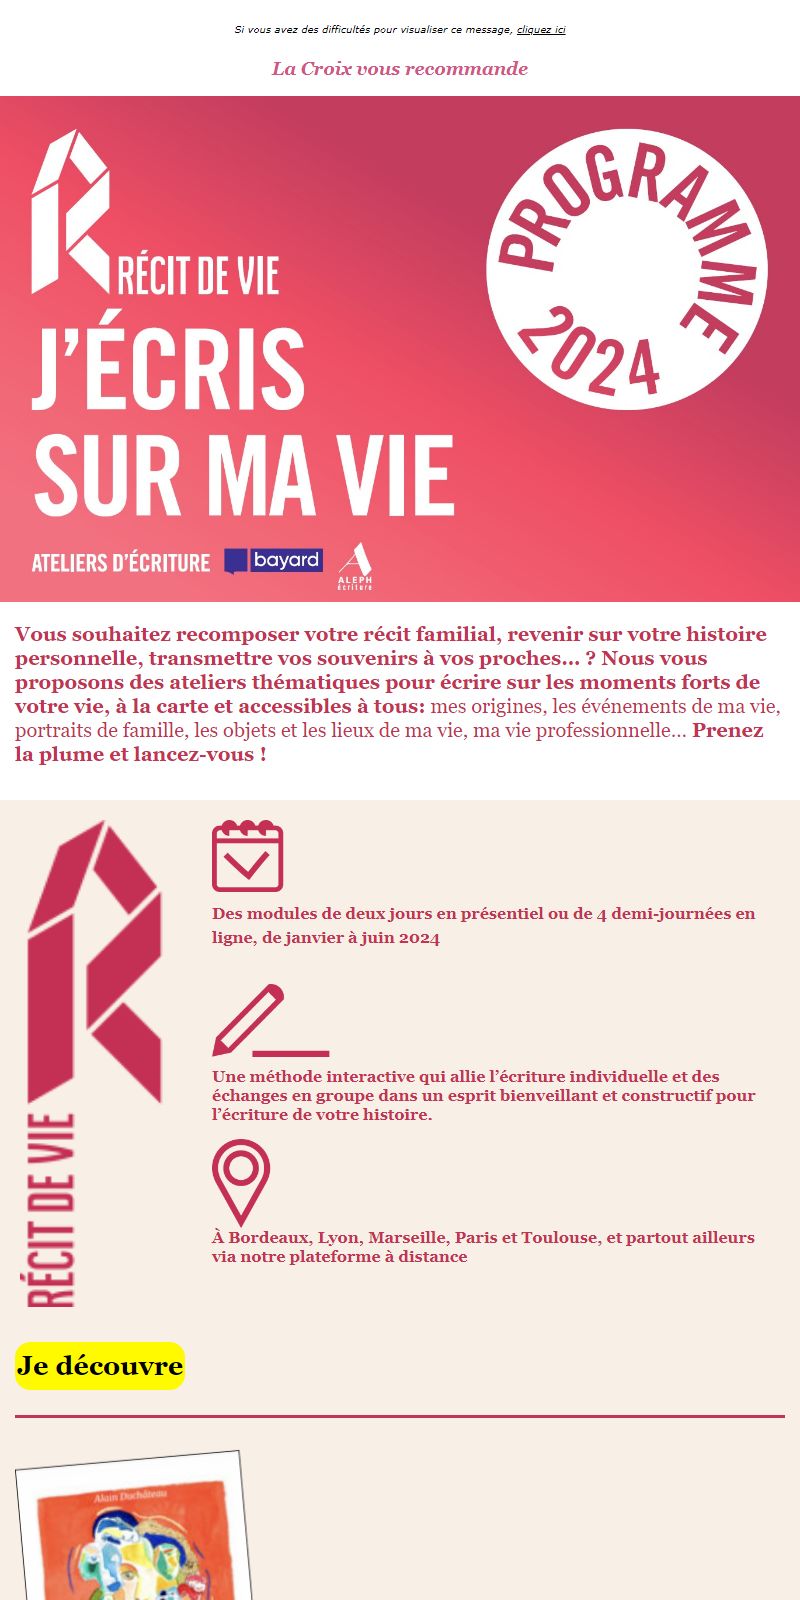 Si vous avez des difficultés pour visualiser ce message, cliquez ici
La Croix vous recommande
RÉCIT DE VIE
PROGRAMME
2024
J'ÉCRIS
SUR MA VIE
ATELIERS D'ÉCRITURE bayard
ALEPH
écriture
Vous souhaitez recomposer votre récit familial, revenir sur votre histoire
personnelle, transmettre vos souvenirs à vos proches... ? Nous vous
proposons des ateliers thématiques pour écrire sur les moments forts de
votre vie, à la carte et accessibles à tous: mes origines, les événements de ma vie,
portraits de famille, les objets et les lieux de ma vie, ma vie professionnelle... Prenez
la plume et lancez-vous !
RÉCIT DE VIE
Des modules de deux jours en présentiel ou de 4 demi-journées en
ligne, de janvier à juin 2024
Une méthode interactive qui allie l'écriture individuelle et des
échanges en groupe dans un esprit bienveillant et constructif pour
l'écriture de votre histoire.
À Bordeaux, Lyon, Marseille, Paris et Toulouse, et partout ailleurs
via notre plateforme à distance
Je découvre
Alain Duchâteau